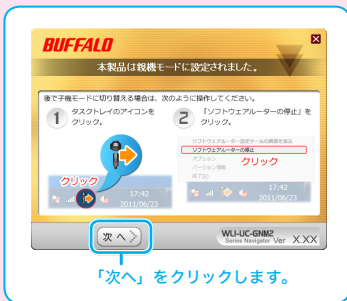 BUFFALO
本製品は親機モードに設定されました。
後で子機モードに切り替える場合は、次のように操作してください。
1 タスクトレイのアイコンを
クリック。
2 「ソフトウェアルーターの停止」を
クリック。
クリック
17:42
2011/06/23
ソフトウェアルーター設定ツールの画面を表示
ソフトウェアルーターの停止
オプション
バージョン情報
終了(X)
クリック
17:42
2011/06/23
次へ
WLI-UC-GNM2
Series Navigator Ver X.XX
「次へ」をクリックします。